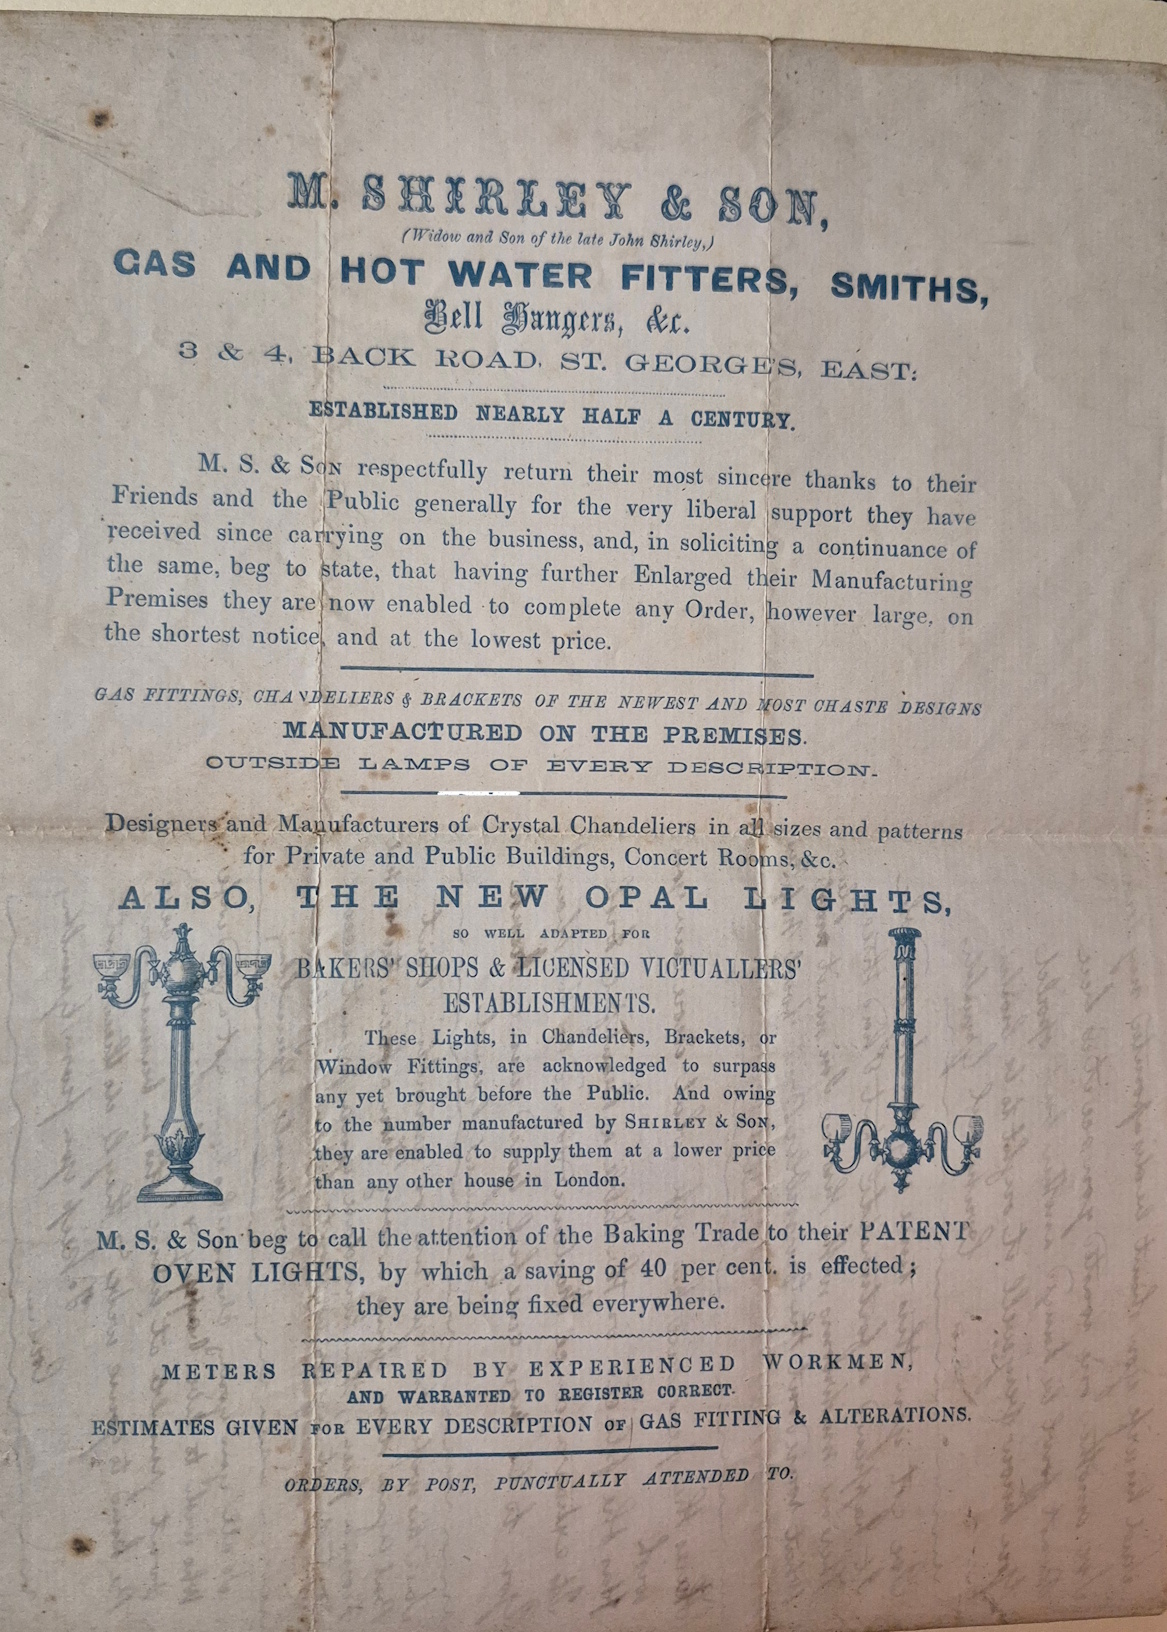 M. SHIRLEY & SON,
(Widow and Son of the late John Shirley,)
GAS AND HOT WATER FITTERS, SMITHS,
Bell Hangers, &c.
3 & 4, BACK ROAD, ST. GEORGE'S, EAST:
ESTABLISHED NEARLY HALF A CENTURY.
M. S. & SON respectfully return their most sincere thanks to their
Friends and the Public generally for the very liberal support they have
received since carrying on the business, and, in soliciting a continuance of
the same, beg to state, that having further Enlarged their Manufacturing
Premises they are now enabled to complete any Order, however large, on
the shortest notice, and at the lowest price.
GAS FITTINGS, CHANDELIERS & BRACKETS OF THE NEWEST AND MOST CHASTE DESIGNS
MANUFACTURED ON THE PREMISES.
OUTSIDE LAMPS OF EVERY DESCRIPTION.
Designers and Manufacturers of Crystal Chandeliers in all sizes and patterns
for Private and Public Buildings, Concert Rooms, &c.
ALSO, THE NEW OPAL LIGHTS,
SO WELL ADAPTED FOR
BAKERS' SHOPS & LICENSED VICTUALLERS'
ESTABLISHMENTS.
These Lights, in Chandeliers, Brackets, or
Window Fittings, are acknowledged to surpass
any yet brought before the Public. And owing
to the number manufactured by SHIRLEY & SON,
they are enabled to supply them at a lower price
than any other house in London.
M. S. & Son beg to call the attention of the Baking Trade to their PATENT
OVEN LIGHTS, by which a saving of 40 per cent. is effected;
they are being fixed everywhere.
METERS REPAIRED BY EXPERIENCED WORKMEN,
AND WARRANTED TO REGISTER CORRECT.
ESTIMATES GIVEN FOR EVERY DESCRIPTION OF GAS FITTING & ALTERATIONS.
ORDERS, BY POST, PUNCTUALLY ATTENDED TO.